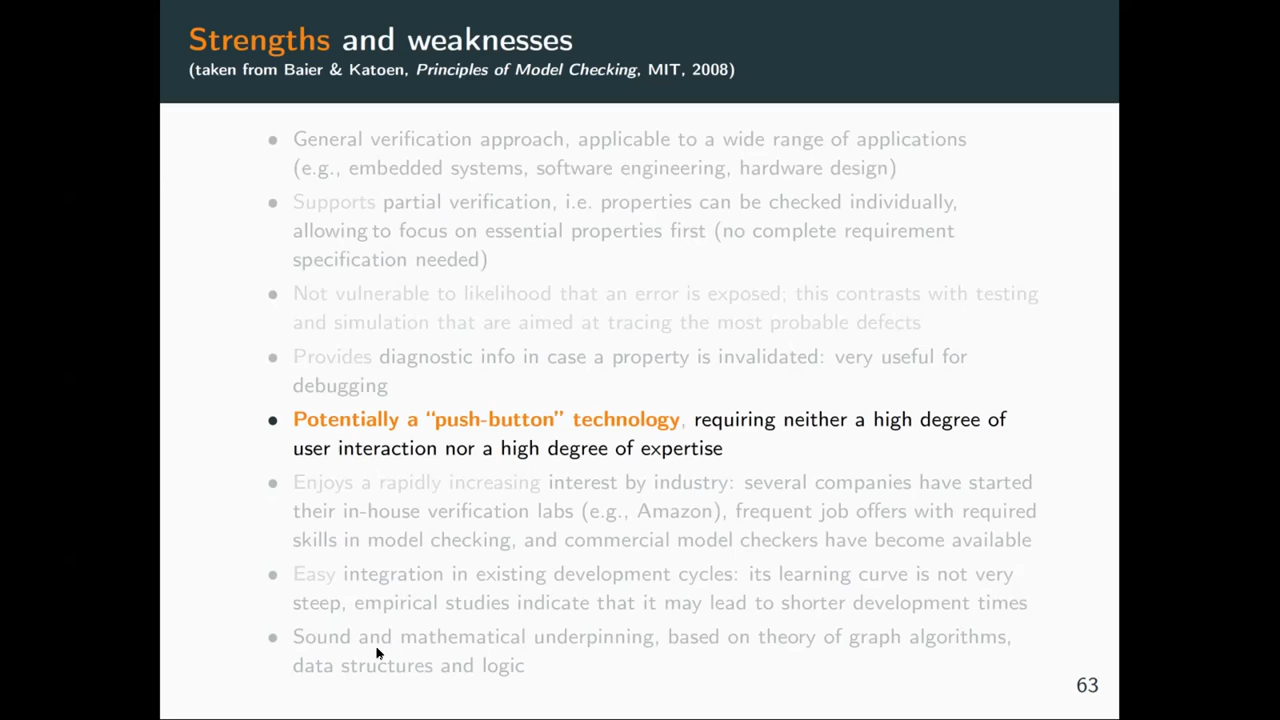 Strengths and weaknesses
(taken from Baier & Katoen, Principles of Model Checking, MIT, 2008)
• General verification approach, applicable to a wide range of applications
(e.g., embedded systems, software engineering, hardware design)
• Supports partial verification, i.e. properties can be checked individually,
allowing to focus on essential properties first (no complete requirement
specification needed)
• Not vulnerable to likelihood that an error is exposed; this contrasts with testing
and simulation that are aimed at tracing the most probable defects
• Provides diagnostic info in case a property is invalidated: very useful for
debugging
• Potentially a “push-button” technology, requiring neither a high degree of
user interaction nor a high degree of expertise
• Enjoys a rapidly increasing interest by industry: several companies have started
their in-house verification labs (e.g., Amazon), frequent job offers with required
skills in model checking, and commercial model checkers have become available
• Easy integration in existing development cycles: its learning curve is not very
steep, empirical studies indicate that it may lead to shorter development times
• Sound and mathematical underpinning, based on theory of graph algorithms,
data structures and logic
63